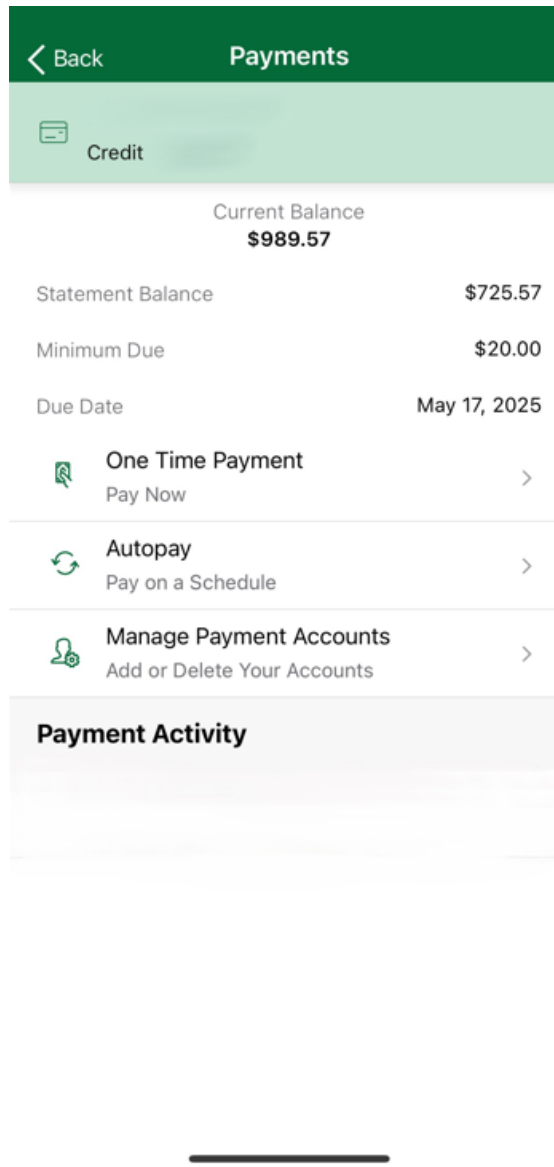 Back
Payments
Credit
Current Balance
$989.57
Statement Balance $725.57
Minimum Due $20.00
Due Date May 17, 2025
One Time Payment
Pay Now
Autopay
Pay on a Schedule
Manage Payment Accounts
Add or Delete Your Accounts
Payment Activity